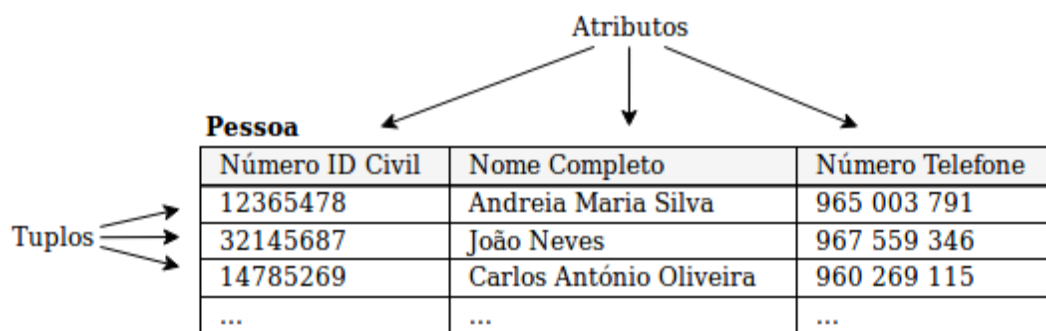 Atributos
Pessoa
Número ID Civil Nome Completo Número Telefone
12365478 Andreia Maria Silva 965 003 791
Tuplos 32145687 João Neves 967 559 346
14785269 Carlos António Oliveira 960 269 115
... ... ...